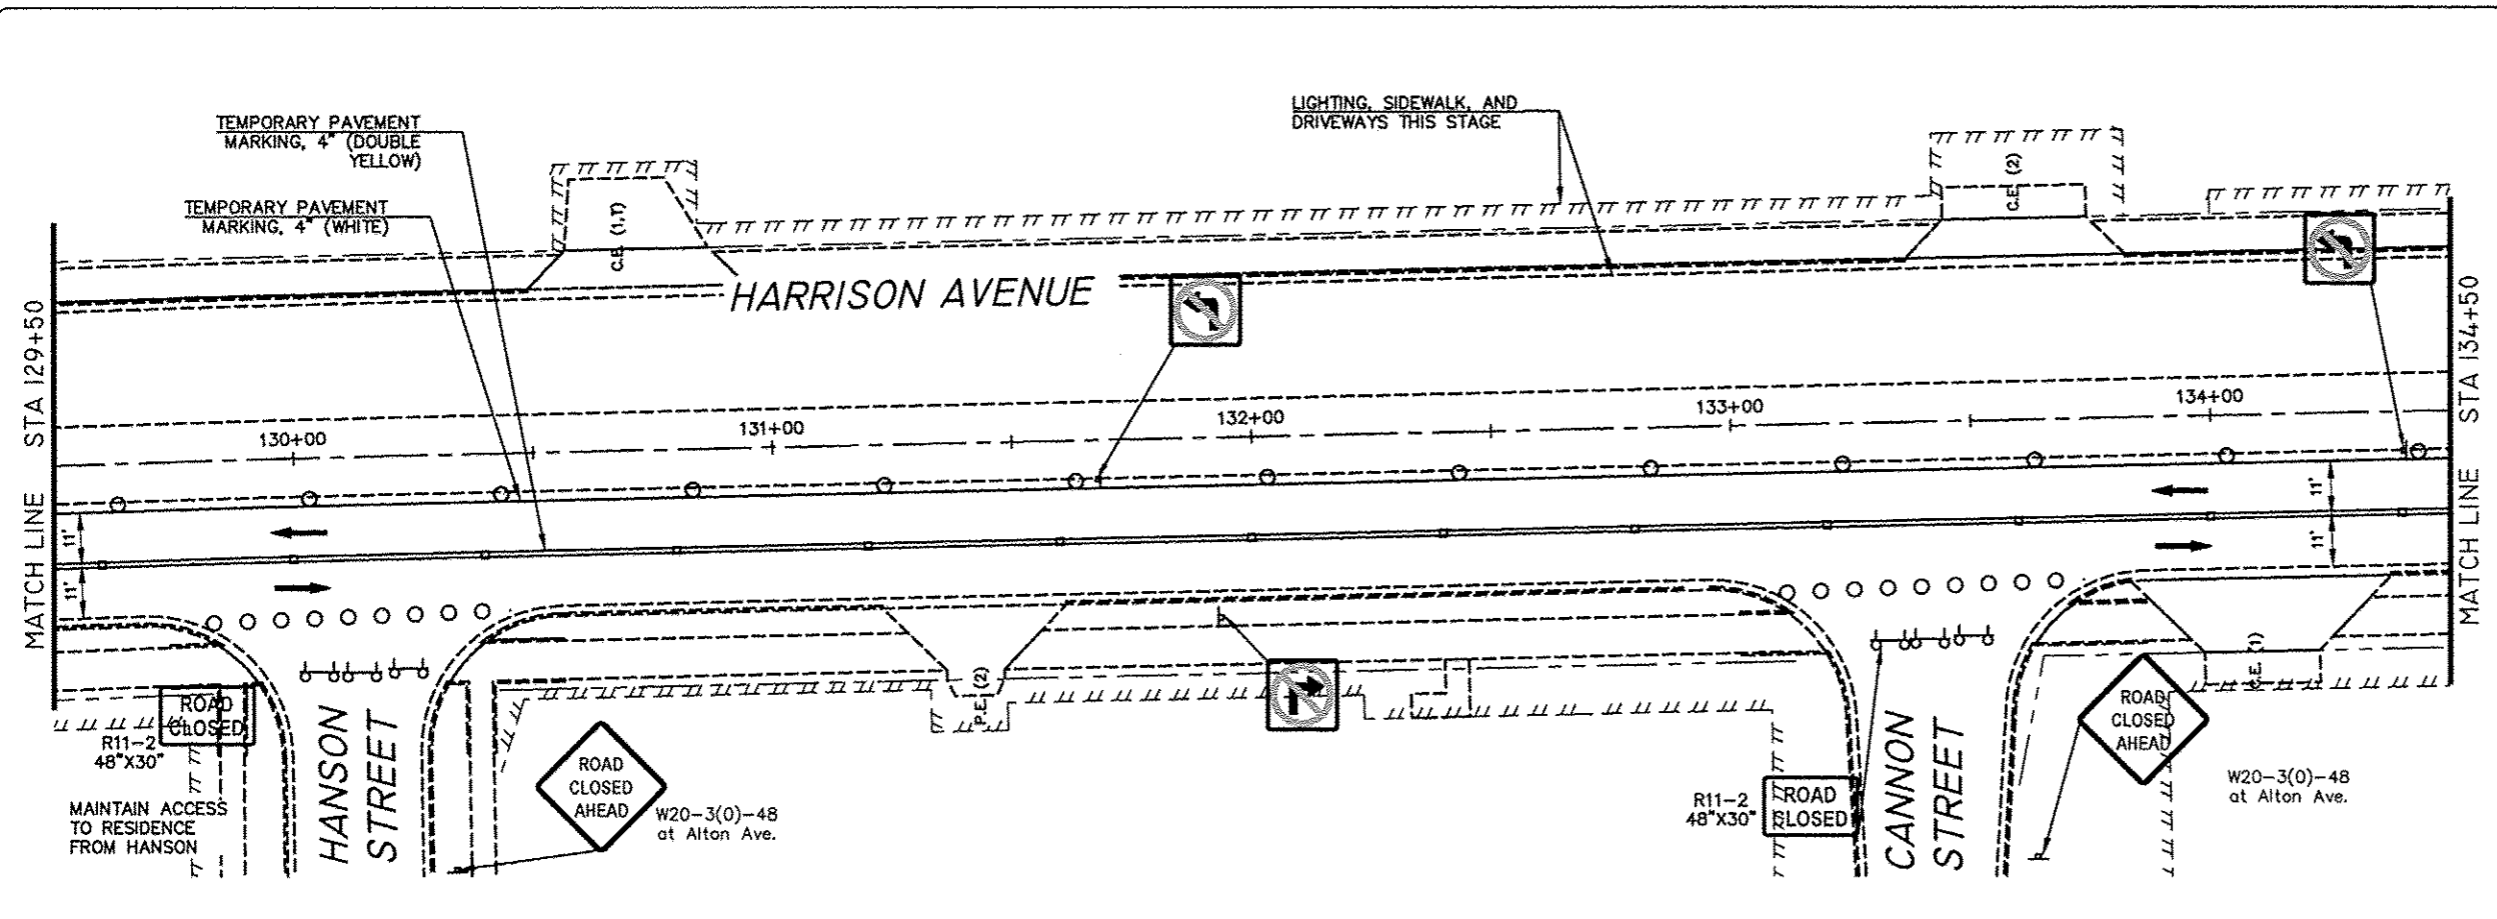 TEMPORARY PAVEMENT
MARKING, 4" (DOUBLE
YELLOW)
TEMPORARY PAVEMENT
MARKING, 4" (WHITE)
LIGHTING, SIDEWALK, AND
DRIVEWAYS THIS STAGE
C.E. (1,T)
C.E. (2)
HARRISON AVENUE
MATCH LINE STA 129+50
MATCH LINE STA 134+50
130+00
131+00
132+00
133+00
134+00
11'
11'
11'
11'
P.E. (2)
C.E. (1)
ROAD
CLOSED
R11-2
48"X30"
MAINTAIN ACCESS
TO RESIDENCE
FROM HANSON
HANSON
STREET
ROAD
CLOSED
AHEAD
W20-3(O)-48
at Alton Ave.
R11-2
48"X30"
ROAD
CLOSED
CANNON
STREET
ROAD
CLOSED
AHEAD
W20-3(O)-48
at Alton Ave.